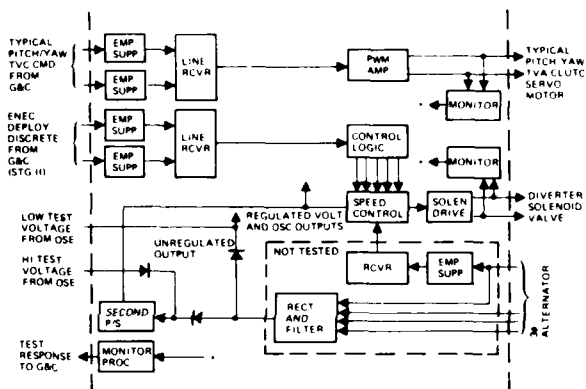 TYPICAL
PITCH/YAW
TVC CMD
FROM
G&C
EMP
SUPP
EMP
SUPP
LINE
RCVR
PWM
AMP
TYPICAL
PITCH YAW
TVA CLUTC
SERVO
MOTOR
MONITOR
ENEC
DEPLOY
DISCRETE
FROM
G&C
(STG II)
EMP
SUPP
EMP
SUPP
LINE
RCVR
CONTROL
LOGIC
MONITOR
SPEED
CONTROL
SOLEN
DRIVE
DIVERTER
SOLENOID
VALVE
LOW TEST
VOLTAGE
FROM OSE
REGULATED VOLT
AND OSC OUTPUTS
UNREGULATED
OUTPUT
NOT TESTED
HI TEST
VOLTAGE
FROM OSE
RCVR
EMP
SUPP
RECT
AND
FILTER
3φ
ALTERNATOR
SECOND
P/S
TEST
RESPONSE
TO G&C
MONITOR
PROC